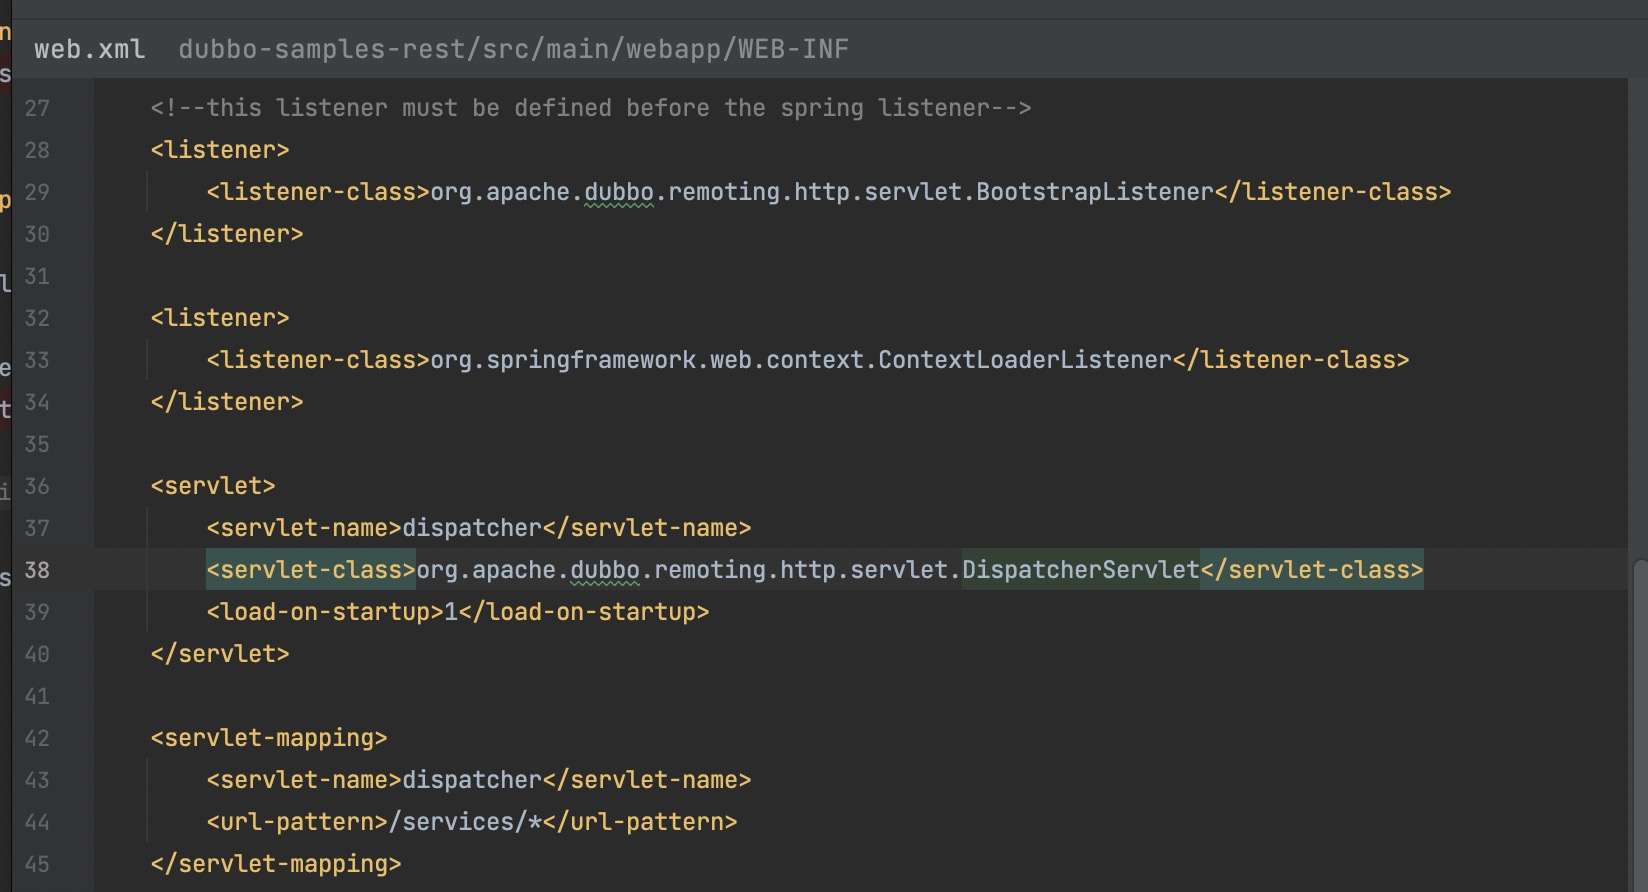 web.xml dubbo-samples-rest/src/main/webapp/WEB-INF
27 <!--this listener must be defined before the spring listener-->
28 <listener>
29 <listener-class>org.apache.dubbo.remoting.http.servlet.BootstrapListener</listener-class>
30 </listener>
31
32 <listener>
33 <listener-class>org.springframework.web.context.ContextLoaderListener</listener-class>
34 </listener>
35
36 <servlet>
37 <servlet-name>dispatcher</servlet-name>
38 <servlet-class>org.apache.dubbo.remoting.http.servlet.DispatcherServlet</servlet-class>
39 <load-on-startup>1</load-on-startup>
40 </servlet>
41
42 <servlet-mapping>
43 <servlet-name>dispatcher</servlet-name>
44 <url-pattern>/services/*</url-pattern>
45 </servlet-mapping>